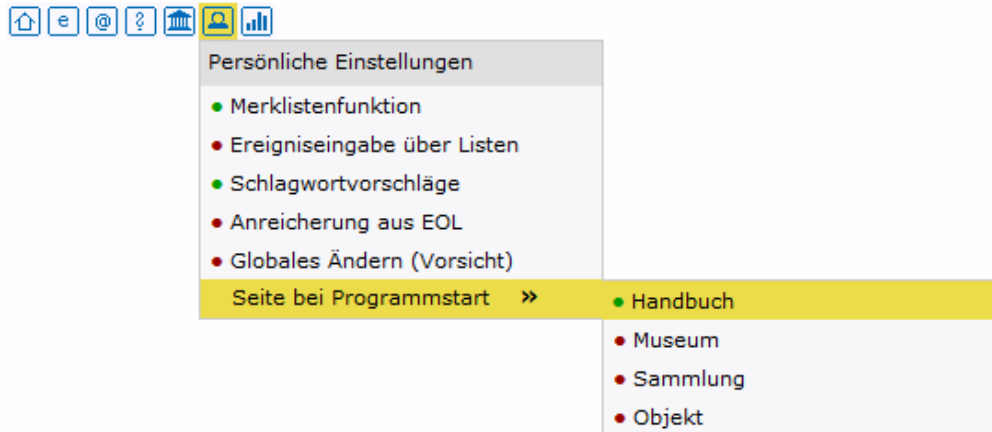 e @ ?
Persönliche Einstellungen
• Merklistenfunktion
• Ereigniseingabe über Listen
• Schlagwortvorschläge
• Anreicherung aus EOL
• Globales Ändern (Vorsicht)
Seite bei Programmstart »
• Handbuch
• Museum
• Sammlung
• Objekt